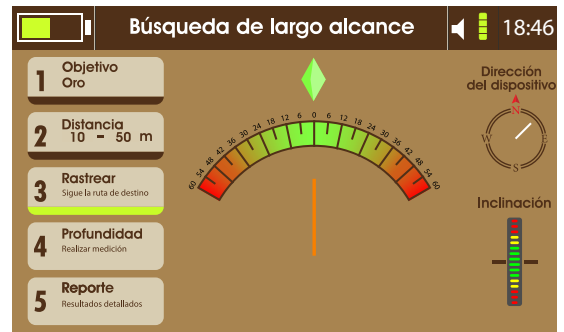 Búsqueda de largo alcance
18:46
1 Objetivo
Oro
2 Distancia
10 - 50 m
3 Rastrear
Sigue la ruta de destino
4 Profundidad
Realizar medición
5 Reporte
Resultados detallados
60 54 48 42 36 30 24 18 12 6 0 6 12 18 24 30 36 42 48 54 60
Dirección
del dispositivo
N
W E
S
Inclinación